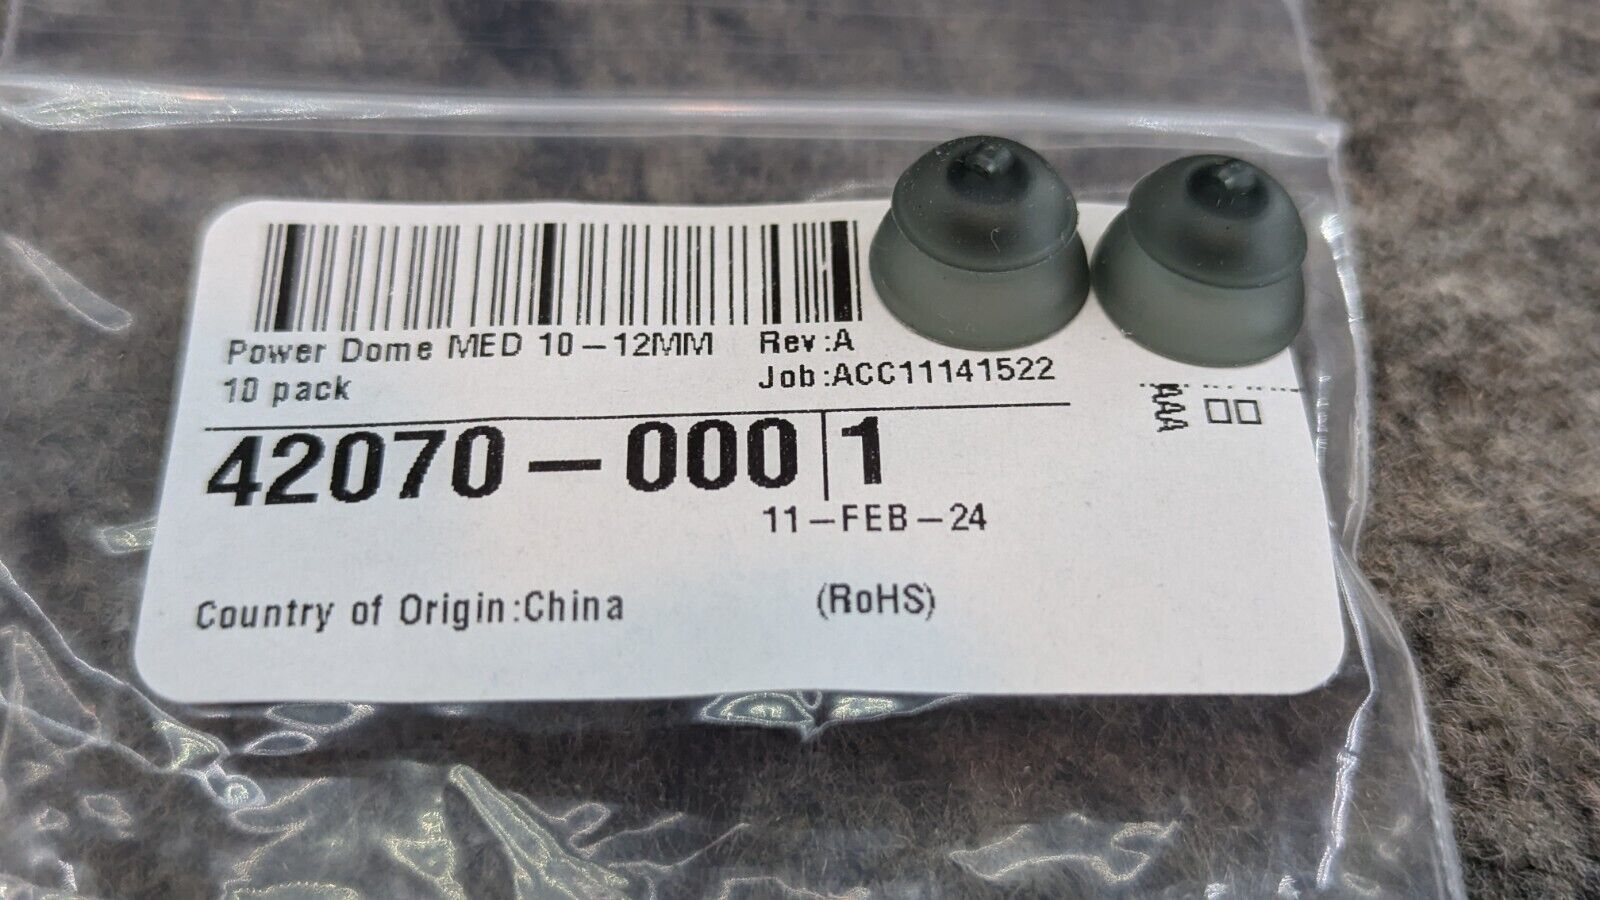 Power Dome MED 10-12MM Rev:A
10 pack Job:ACC11141522
42070-000 1
11-FEB-24
Country of Origin:China (RoHS)
AAA